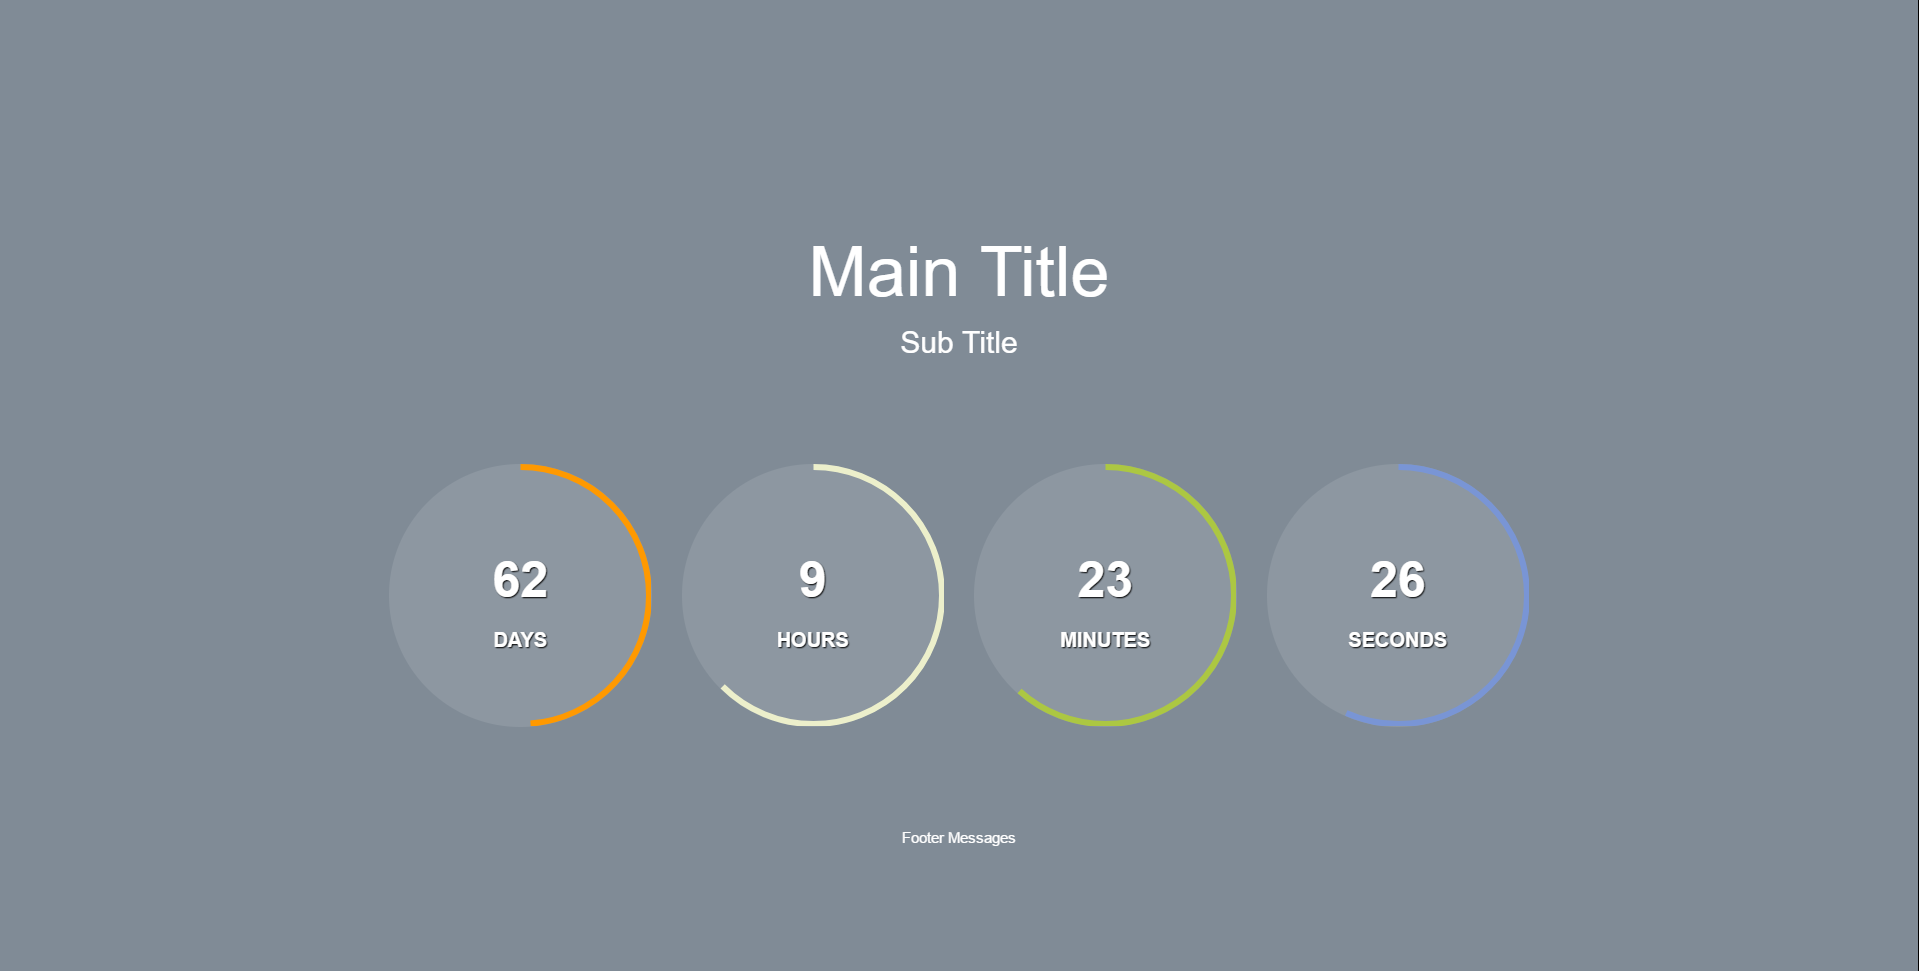 Main Title
Sub Title
62
DAYS
9
HOURS
23
MINUTES
26
SECONDS
Footer Messages